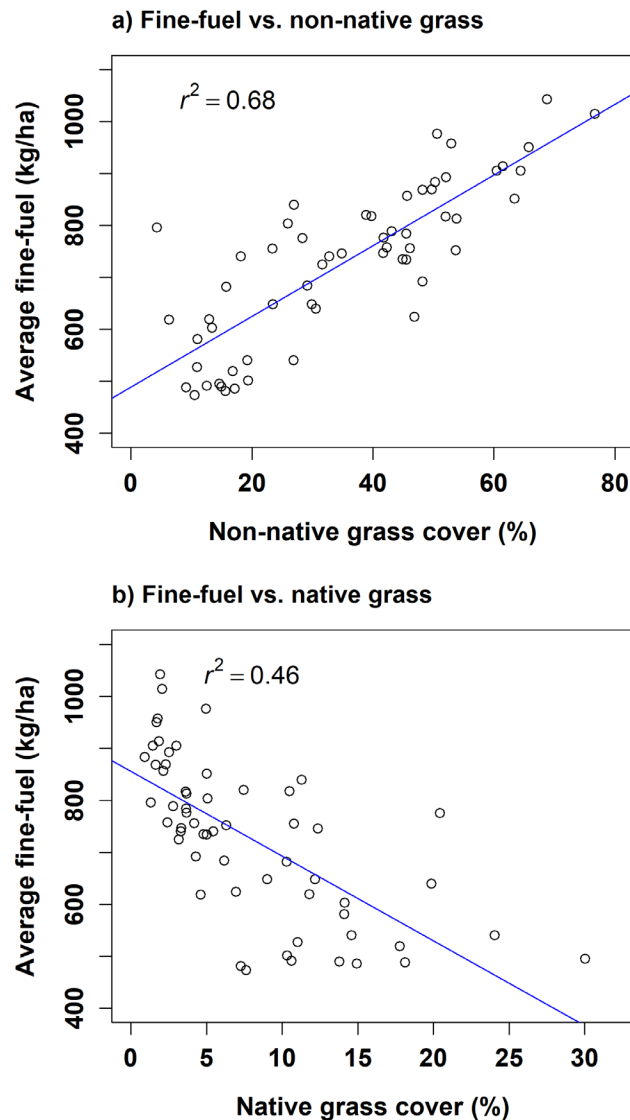 a) Fine-fuel vs. non-native grass
r² = 0.68
Average fine-fuel (kg/ha)
400
600
800
1000
0 20 40 60 80
Non-native grass cover (%)
b) Fine-fuel vs. native grass
r² = 0.46
Average fine-fuel (kg/ha)
400
600
800
1000
0 5 10 15 20 25 30
Native grass cover (%)